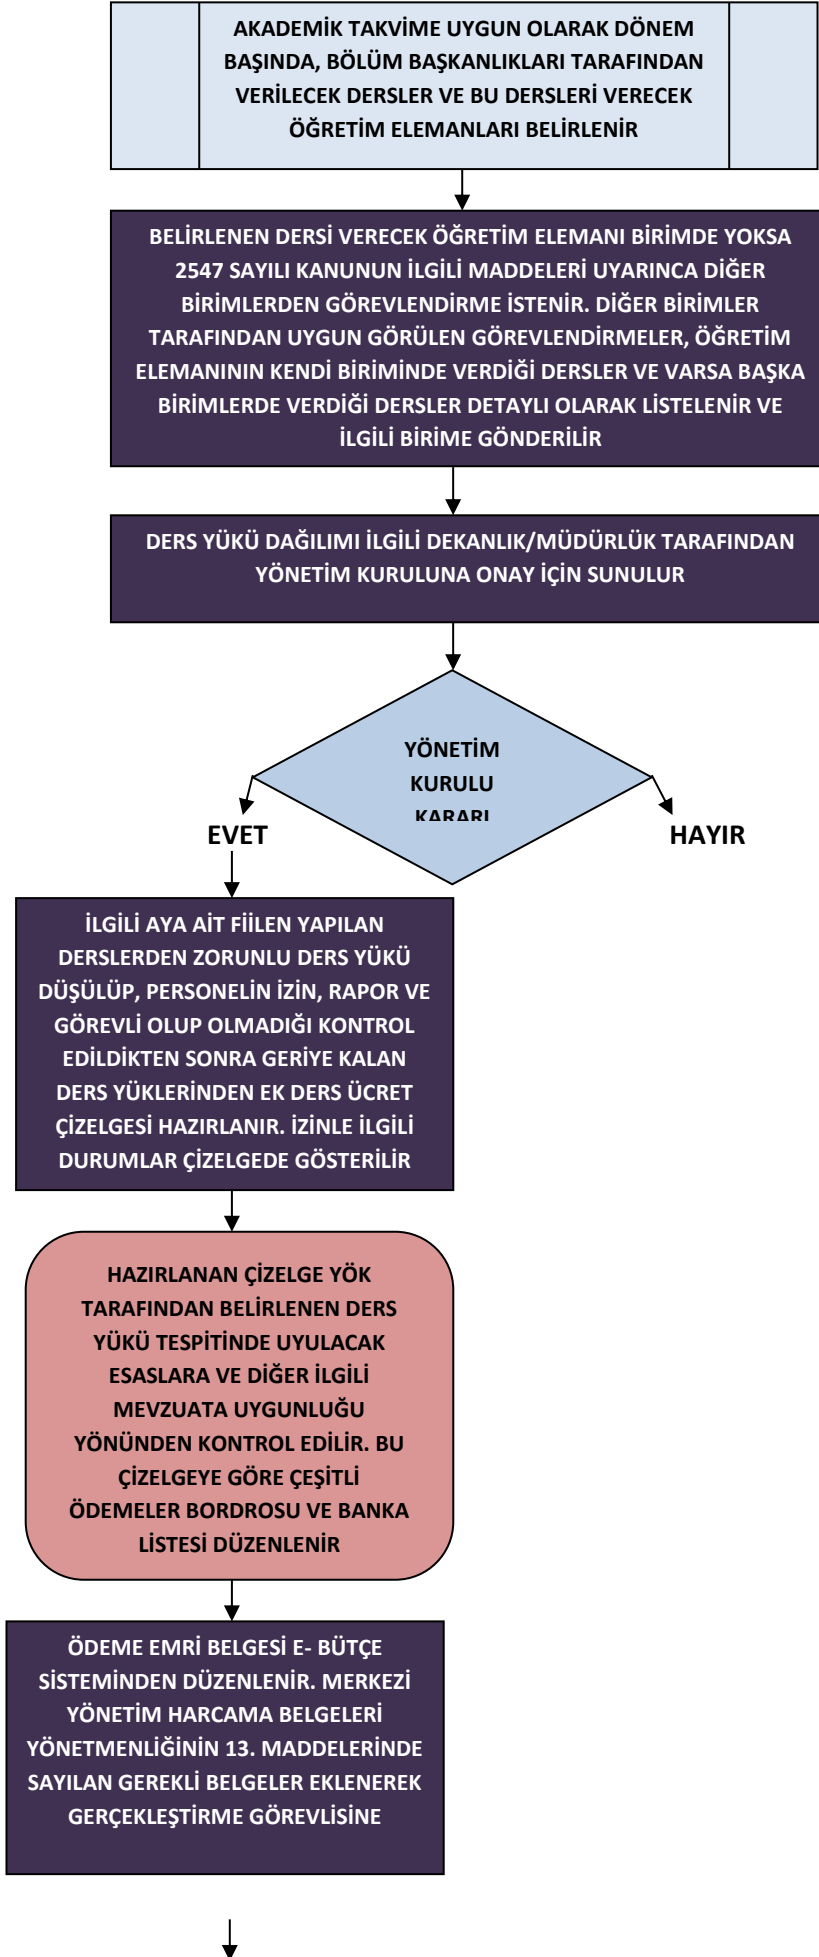 AKADEMİK TAKVİME UYGUN OLARAK DÖNEM
BAŞINDA, BÖLÜM BAŞKANLIKLARI TARAFINDAN
VERİLECEK DERSLER VE BU DERSLERİ VERECEK
ÖĞRETİM ELEMANLARI BELİRLENİR
BELİRLENEN DERSİ VERECEK ÖĞRETİM ELEMANI BİRİMDE YOKSA
2547 SAYILI KANUNUN İLGİLİ MADDELERİ UYARINCA DİĞER
BİRİMLERDEN GÖREVLENDİRME İSTENİR. DİĞER BİRİMLER
TARAFINDAN UYGUN GÖRÜLEN GÖREVLENDİRMELER, ÖĞRETİM
ELEMANININ KENDİ BİRİMİNDE VERDİĞİ DERSLER VE VARSA BAŞKA
BİRİMLERDE VERDİĞİ DERSLER DETAYLI OLARAK LİSTELENİR VE
İLGİLİ BİRİME GÖNDERİLİR
DERS YÜKÜ DAĞILIMI İLGİLİ DEKANLIK/MÜDÜRLÜK TARAFINDAN
YÖNETİM KURULUNA ONAY İÇİN SUNULUR
YÖNETİM
KURULU
KARARI
EVET
HAYIR
İLGİLİ AYA AİT FİİLEN YAPILAN
DERSLERDEN ZORUNLU DERS YÜKÜ
DÜŞÜLÜP, PERSONELİN İZİN, RAPOR VE
GÖREVLİ OLUP OLMADIĞI KONTROL
EDİLDİKTEN SONRA GERİYE KALAN
DERS YÜKLERİNDEN EK DERS ÜCRET
ÇİZELGESİ HAZIRLANIR. İZİNLE İLGİLİ
DURUMLAR ÇİZELGEDE GÖSTERİLİR
HAZIRLANAN ÇİZELGE YÖK
TARAFINDAN BELİRLENEN DERS
YÜKÜ TESPİTİNDE UYULACAK
ESASLARA VE DİĞER İLGİLİ
MEVZUATA UYGUNLUĞU
YÖNÜNDEN KONTROL EDİLİR. BU
ÇİZELGEYE GÖRE ÇEŞİTLİ
ÖDEMELER BORDROSU VE BANKA
LİSTESİ DÜZENLENİR
ÖDEME EMRİ BELGESİ E- BÜTÇE
SİSTEMİNDEN DÜZENLENİR. MERKEZİ
YÖNETİM HARCAMA BELGELERİ
YÖNETMENLİĞİNİN 13. MADDELERİNDE
SAYILAN GEREKLİ BELGELER EKLENEREK
GERÇEKLEŞTİRME GÖREVLİSİNE